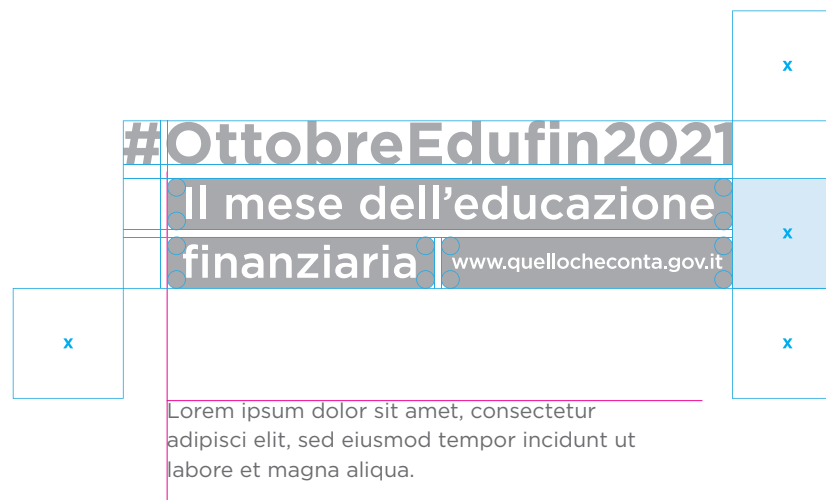 x
#OttobreEdufin2021
Il mese dell’educazione
x
finanziaria www.quellocheconta.gov.it
x
x
Lorem ipsum dolor sit amet, consectetur
adipisci elit, sed eiusmod tempor incidunt ut
labore et magna aliqua.